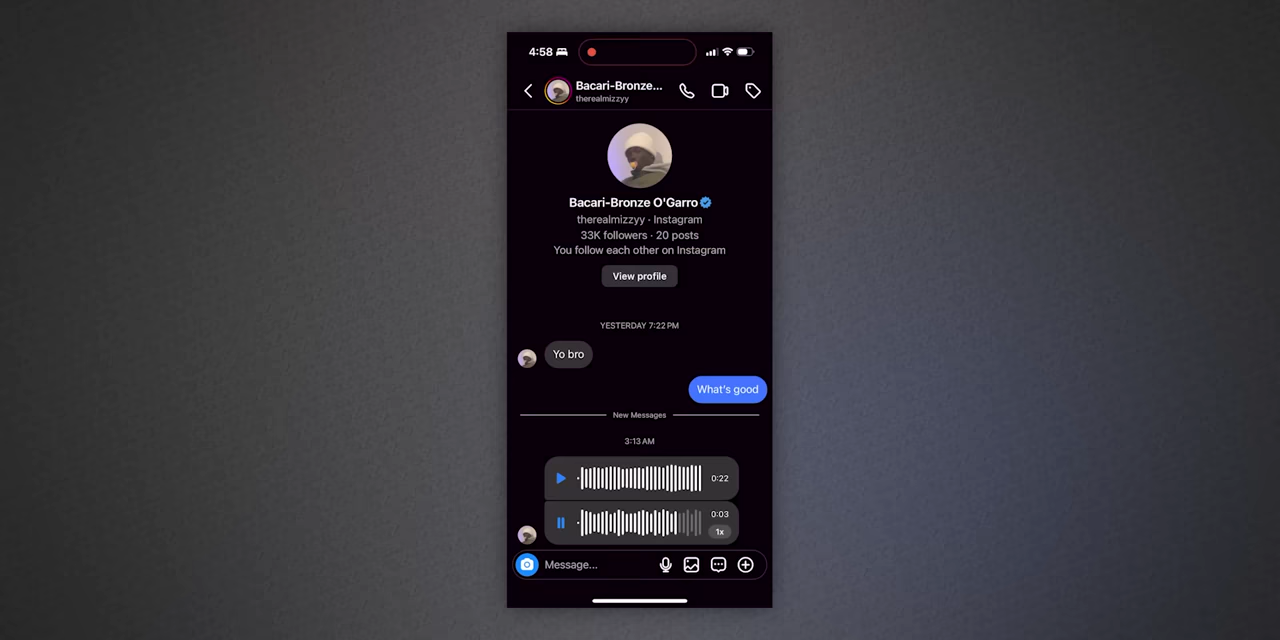 4:58
Bacari-Bronze...
therealmizzyy
Bacari-Bronze O'Garro
therealmizzyy · Instagram
33K followers · 20 posts
You follow each other on Instagram
View profile
YESTERDAY 7:22 PM
Yo bro
What's good
New Messages
3:13 AM
0:22
0:03
1x
Message...